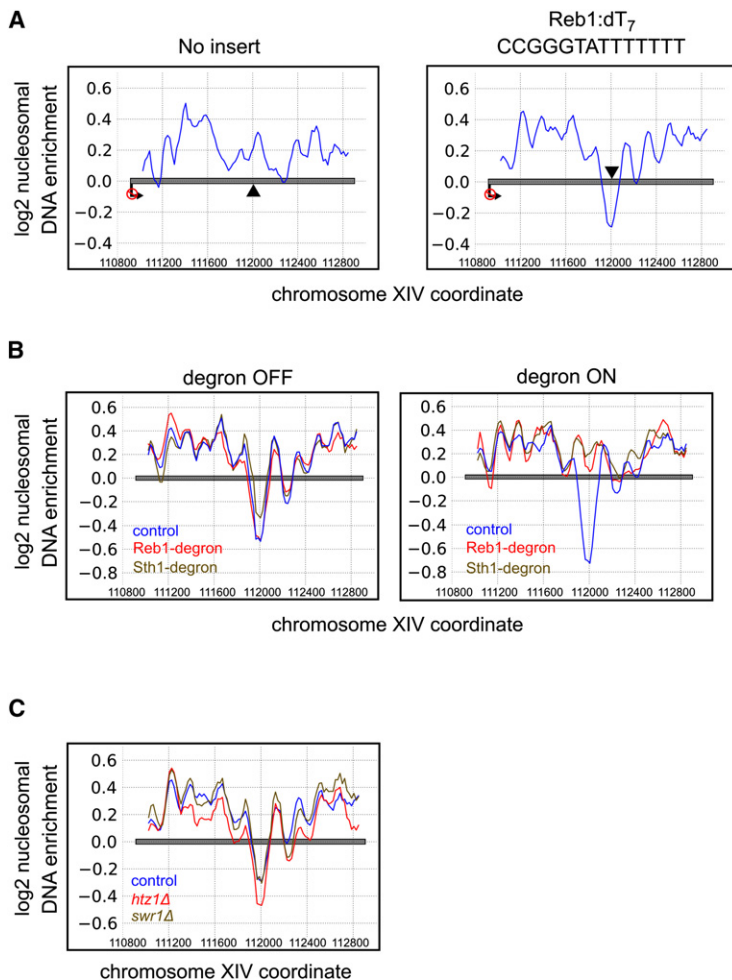 A
No insert
Reb1:dT7
CCGGGTATTTTTTT
log2 nucleosomal
DNA enrichment
0.6
0.4
0.2
0.0
−0.2
−0.4
110800 111200 111600 112000 112400 112800
0.6
0.4
0.2
0.0
−0.2
−0.4
110800 111200 111600 112000 112400 112800
chromosome XIV coordinate
B
degron OFF
degron ON
log2 nucleosomal
DNA enrichment
0.6
0.4
0.2
0.0
−0.2
−0.4
−0.6
−0.8
control
Reb1-degron
Sth1-degron
110800 111200 111600 112000 112400 112800
0.6
0.4
0.2
0.0
−0.2
−0.4
−0.6
−0.8
control
Reb1-degron
Sth1-degron
110800 111200 111600 112000 112400 112800
chromosome XIV coordinate
C
log2 nucleosomal
DNA enrichment
0.6
0.4
0.2
0.0
−0.2
−0.4
−0.6
control
htz1Δ
swr1Δ
110800 111200 111600 112000 112400 112800
chromosome XIV coordinate